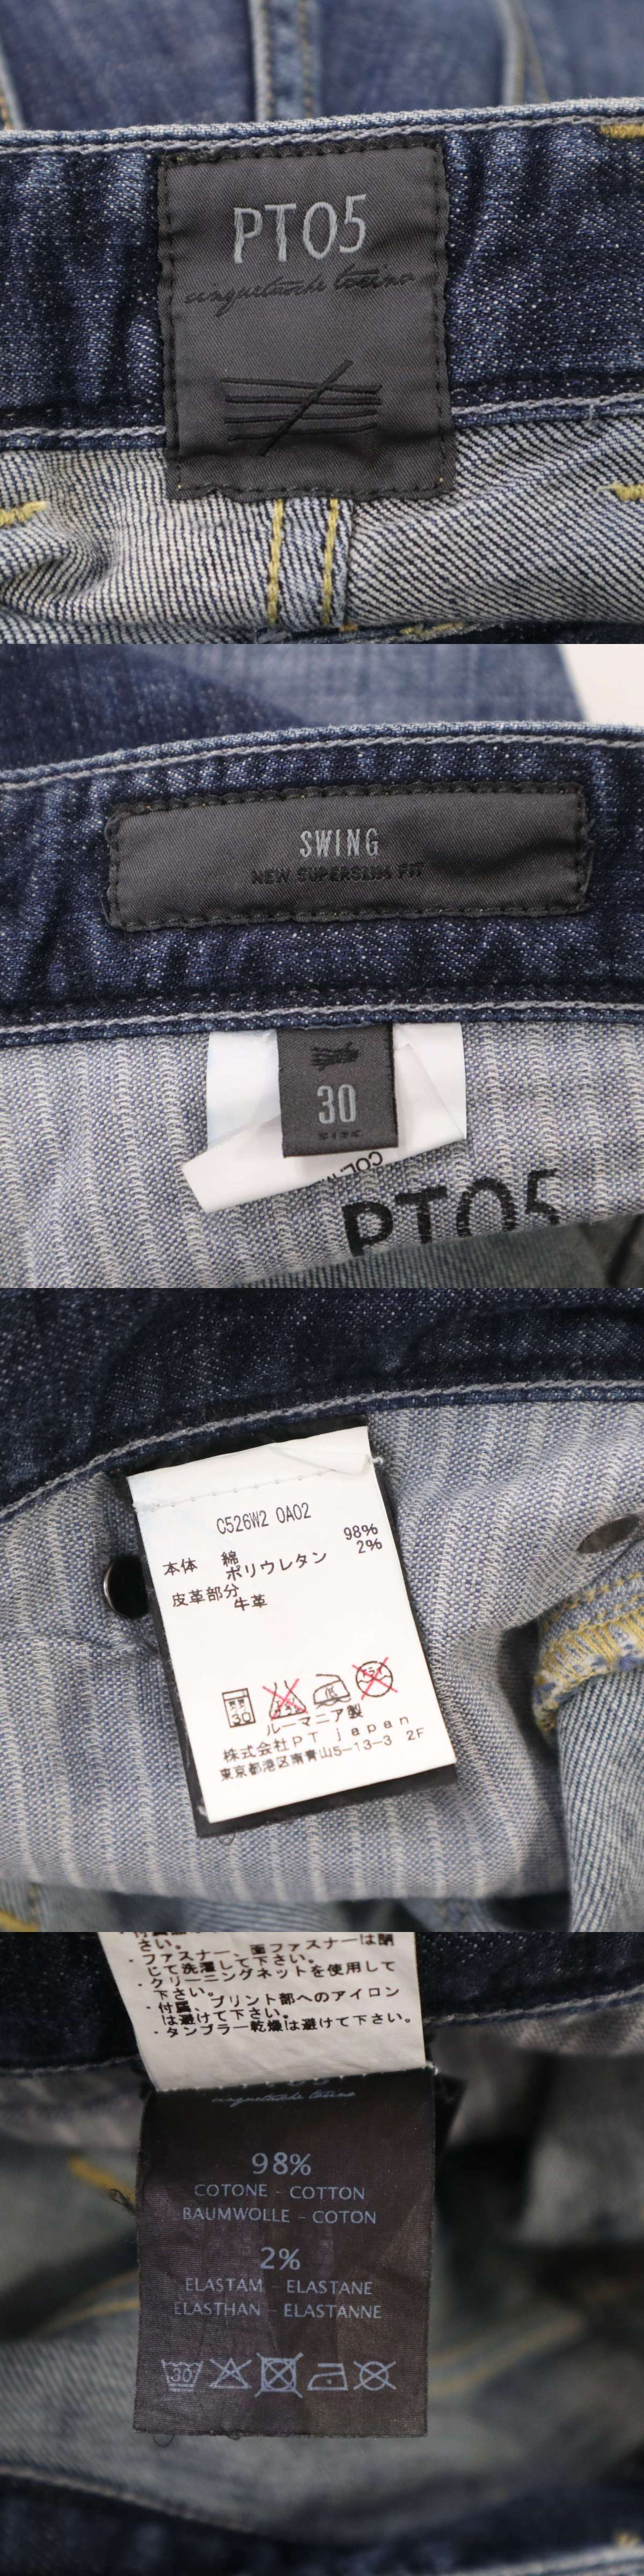 PT05
cinquetasche torino
SWING
NEW SUPERSLIM FIT
30
SIZE
COL.
PT05
C526W2 0A02
本体 綿 98%
ポリウレタン 2%
皮革部分
牛革
30
ルーマニア製
株式会社PT japan
東京都港区南青山5-13-3 2F
さい。
・ファスナー、面ファスナーは閉
じて洗濯して下さい。
・クリーニングネットを使用して
下さい。
・付属、プリント部へのアイロン
は避けて下さい。
・タンブラー乾燥は避けて下さい。
cinquetasche torino
98%
COTONE - COTTON
BAUMWOLLE - COTON
2%
ELASTAM - ELASTANE
ELASTHAN - ELASTANNE
30